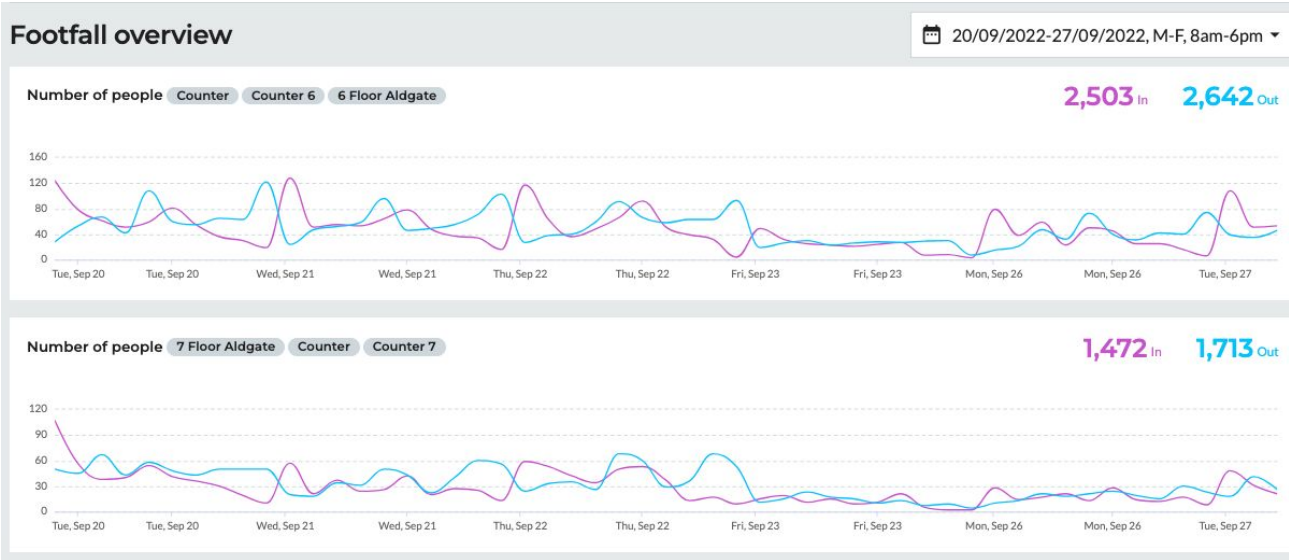 Footfall overview
20/09/2022-27/09/2022, M-F, 8am-6pm
Number of people Counter Counter 6 6 Floor Aldgate
2,503 In 2,642 Out
160
120
80
40
0
Tue, Sep 20 Tue, Sep 20 Wed, Sep 21 Wed, Sep 21 Thu, Sep 22 Thu, Sep 22 Fri, Sep 23 Fri, Sep 23 Mon, Sep 26 Mon, Sep 26 Tue, Sep 27
Number of people 7 Floor Aldgate Counter Counter 7
1,472 In 1,713 Out
120
90
60
30
0
Tue, Sep 20 Tue, Sep 20 Wed, Sep 21 Wed, Sep 21 Thu, Sep 22 Thu, Sep 22 Fri, Sep 23 Fri, Sep 23 Mon, Sep 26 Mon, Sep 26 Tue, Sep 27